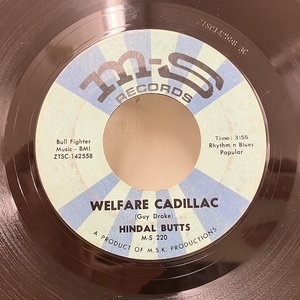 m-s
RECORDS
Bull Fighter
Music - BMI
ZTSC-142558
Time: 3:55
Rhythm n Blues
Popular
WELFARE CADILLAC
(Guy Drake)
HINDAL BUTTS
M-S 220
A PRODUCT OF M.S.K. PRODUCTIONS